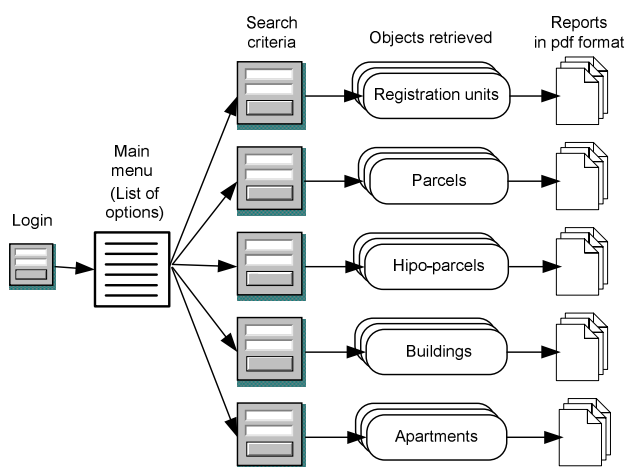 Search
criteria
Objects retrieved
Reports
in pdf format
Registration units
Main
menu
(List of
options)
Parcels
Login
Hipo-parcels
Buildings
Apartments